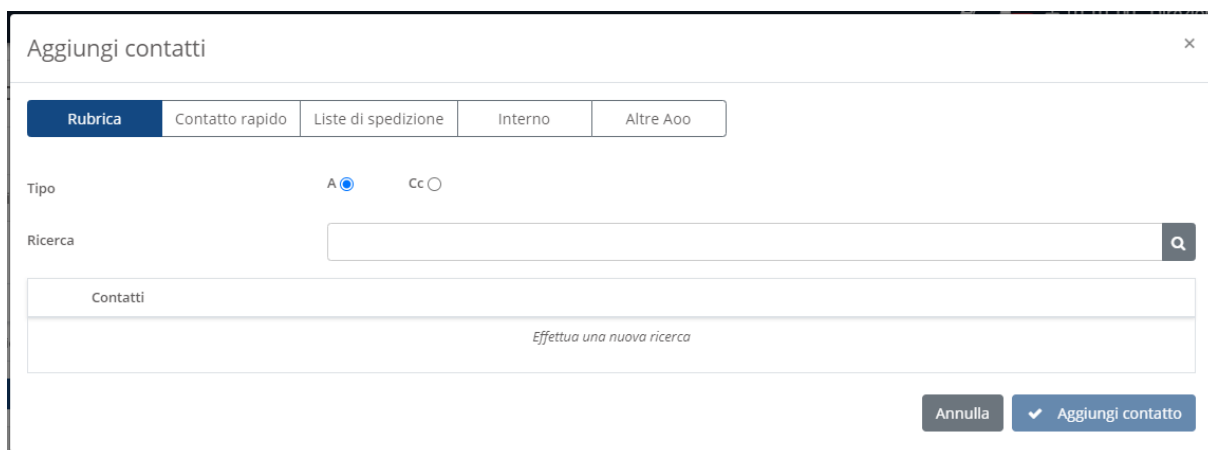 Aggiungi contatti ×
Rubrica Contatto rapido Liste di spedizione Interno Altre Aoo
Tipo A Cc
Ricerca
Contatti
Effettua una nuova ricerca
Annulla Aggiungi contatto